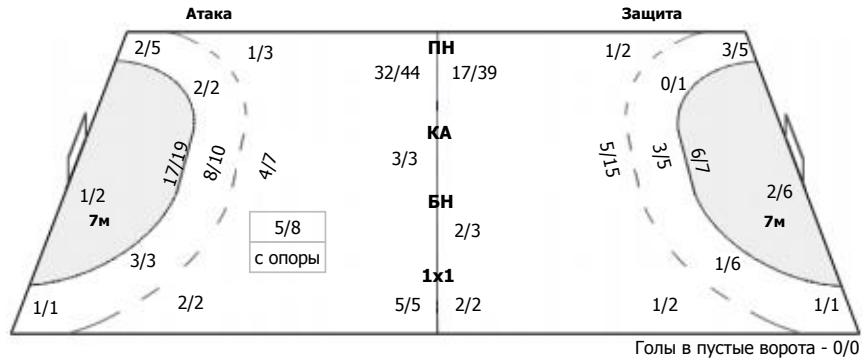 Атака Защита
2/5 1/3 ПН 1/2 3/5
2/2 32/44 17/39 0/1
КА
17/19 8/10 4/7 3/3 5/15 3/5 6/7
1/2 БН 2/6
7м 5/8 2/3 7м
3/3 с опоры 1/6
1x1
1/1 2/2 5/5 2/2 1/2 1/1
Голы в пустые ворота - 0/0